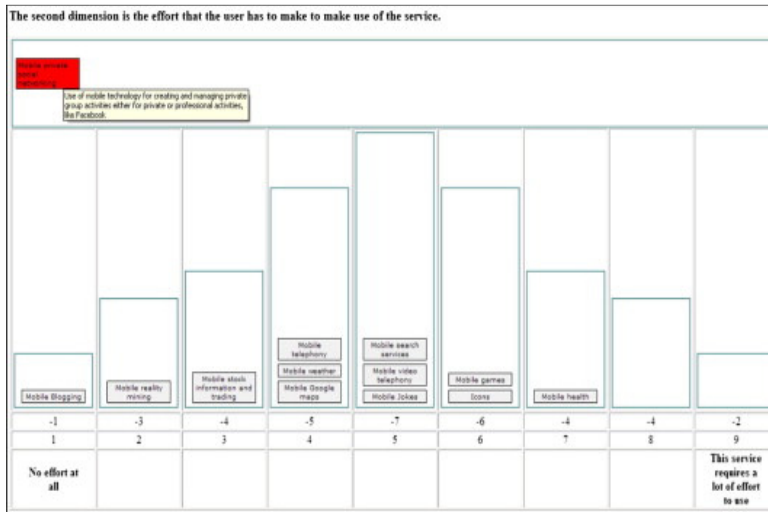 The second dimension is the effort that the user has to make to make use of the service.
Mobile private
social
networking
Use of mobile technology for creating and managing private
group activities either for private or professional activities,
like Facebook.
Mobile
telephony
Mobile weather
Mobile Google
maps
Mobile search
services
Mobile video
telephony
Mobile Jokes
Mobile Blogging
Mobile reality
mining
Mobile stock
information and
trading
Mobile games
Icons
Mobile health
-1 -3 -4 -5 -7 -6 -4 -4 -2
1 2 3 4 5 6 7 8 9
No effort at
all
This service
requires a
lot of effort
to use